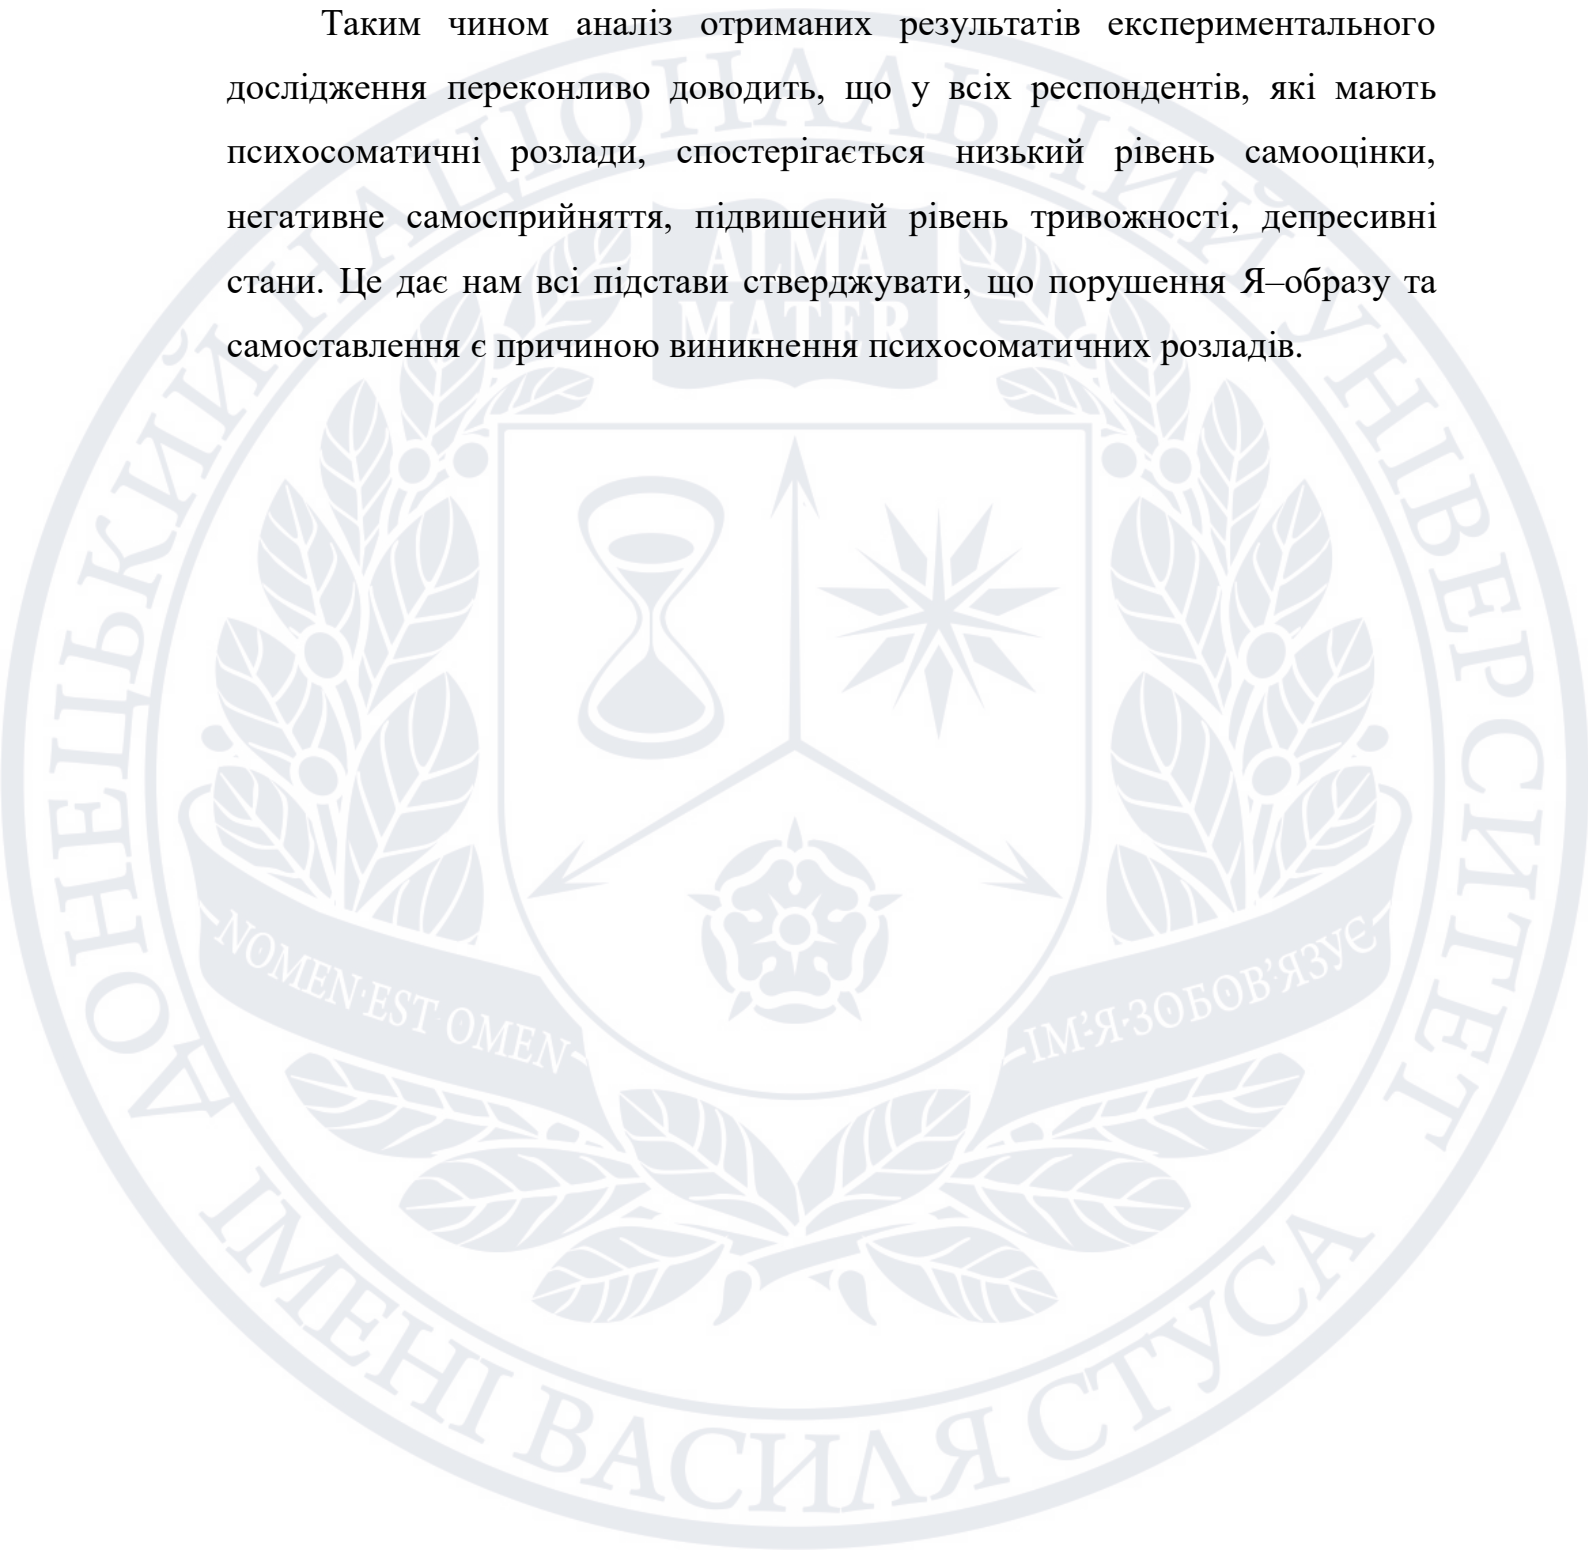 Таким чином аналіз отриманих результатів експериментального
дослідження переконливо доводить, що у всіх респондентів, які мають
психосоматичні розлади, спостерігається низький рівень самооцінки,
негативне самосприйняття, підвишений рівень тривожності, депресивні
стани. Це дає нам всі підстави стверджувати, що порушення Я–образу та
самоставлення є причиною виникнення психосоматичних розладів.
ДОНЕЦЬКИЙ НАЦІОНАЛЬНИЙ УНІВЕРСИТЕТ
ALMA
MATER
NOMEN·EST·OMEN
ІМ'Я·ЗОБОВ'ЯЗУЄ
ІМЕНІ ВАСИЛЯ СТУСА